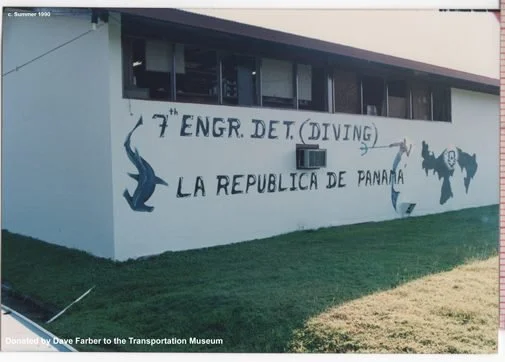 c. Summer 1990
7th ENGR. DET. (DIVING)
LA REPUBLICA DE PANAMA
Donated by Dave Farber to the Transportation Museum